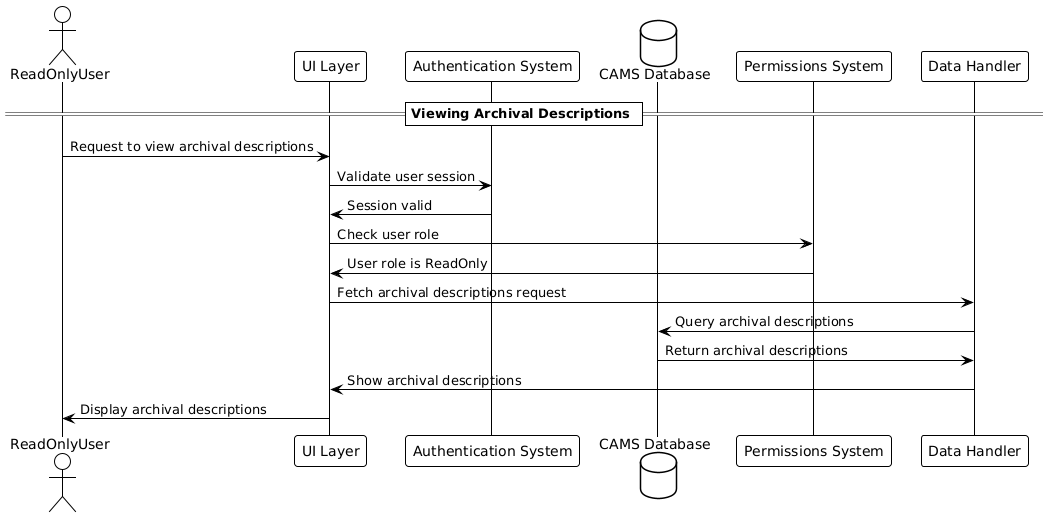 ReadOnlyUser
UI Layer
Authentication System
CAMS Database
Permissions System
Data Handler
Viewing Archival Descriptions
Request to view archival descriptions
Validate user session
Session valid
Check user role
User role is ReadOnly
Fetch archival descriptions request
Query archival descriptions
Return archival descriptions
Show archival descriptions
Display archival descriptions
ReadOnlyUser
UI Layer
Authentication System
CAMS Database
Permissions System
Data Handler